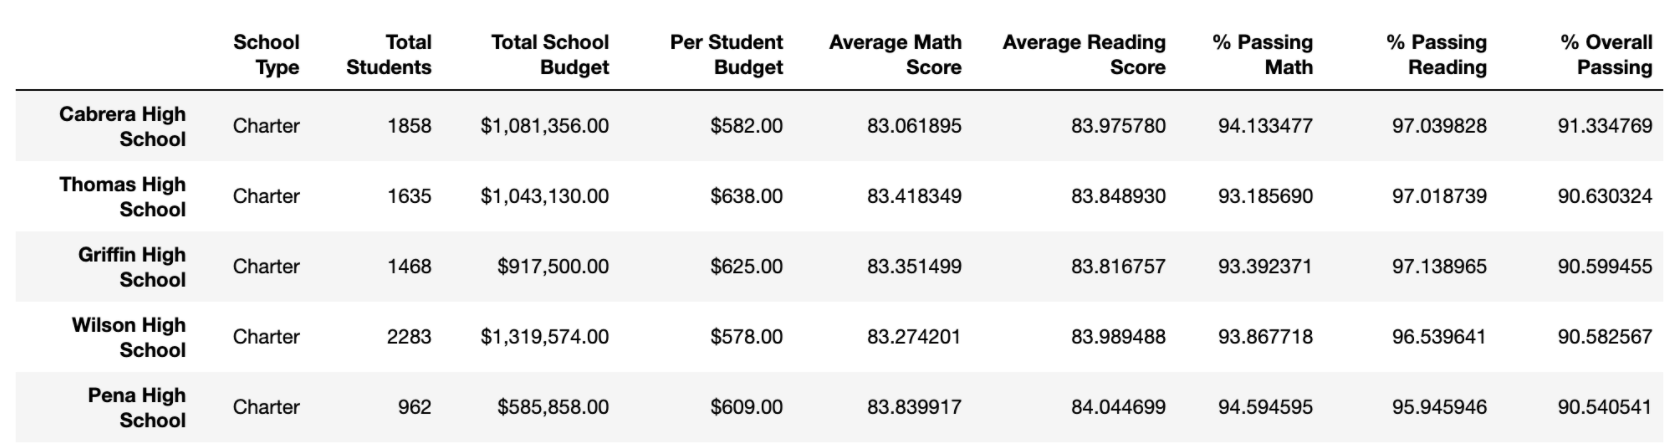 School Type Total Students Total School Budget Per Student Budget Average Math Score Average Reading Score % Passing Math % Passing Reading % Overall Passing
Cabrera High School Charter 1858 $1,081,356.00 $582.00 83.061895 83.975780 94.133477 97.039828 91.334769
Thomas High School Charter 1635 $1,043,130.00 $638.00 83.418349 83.848930 93.185690 97.018739 90.630324
Griffin High School Charter 1468 $917,500.00 $625.00 83.351499 83.816757 93.392371 97.138965 90.599455
Wilson High School Charter 2283 $1,319,574.00 $578.00 83.274201 83.989488 93.867718 96.539641 90.582567
Pena High School Charter 962 $585,858.00 $609.00 83.839917 84.044699 94.594595 95.945946 90.540541